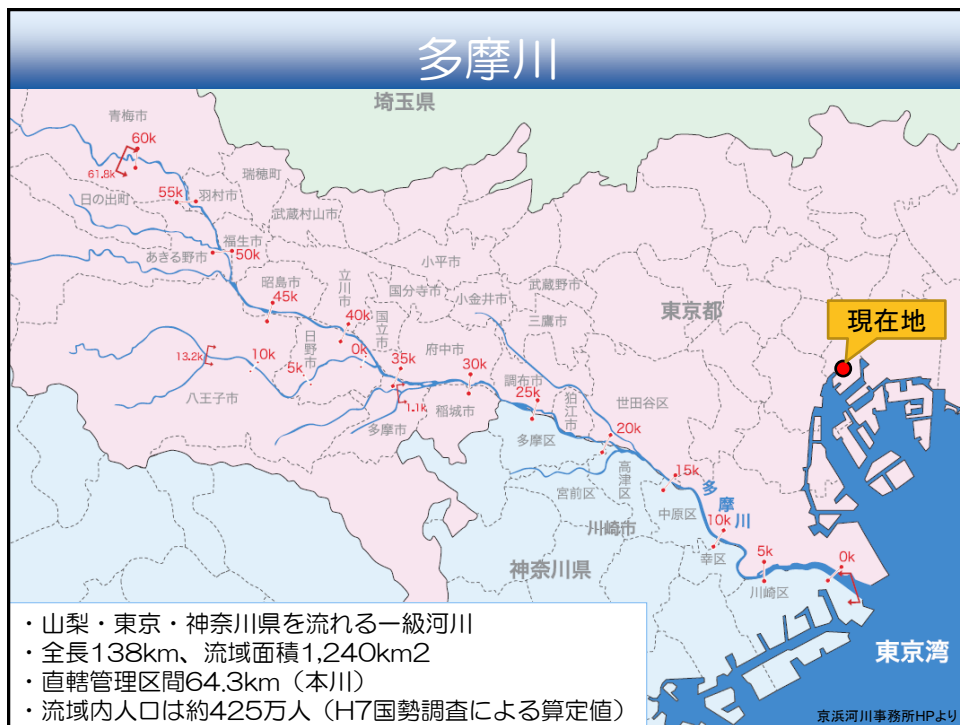 多摩川
埼玉県
青梅市
60k
61.8k
瑞穂町
55k
羽村市
日の出町
武蔵村山市
福生市
50k
あきる野市
小平市
昭島市
立川市
国分寺市
小金井市
武蔵野市
45k
三鷹市
東京都
現在地
40k
国立市
0k
日野市
35k
府中市
30k
13.2k
10k
5k
調布市
25k
八王子市
1.1k
稲城市
狛江市
世田谷区
多摩市
多摩区
20k
高津区
宮前区
15k
多摩川
中原区
10k
川崎市
幸区
神奈川県
5k
0k
川崎区
東京湾
・山梨・東京・神奈川県を流れる一級河川
・全長138km、流域面積1,240km2
・直轄管理区間64.3km（本川）
・流域内人口は約425万人（H7国勢調査による算定値）
京浜河川事務所HPより